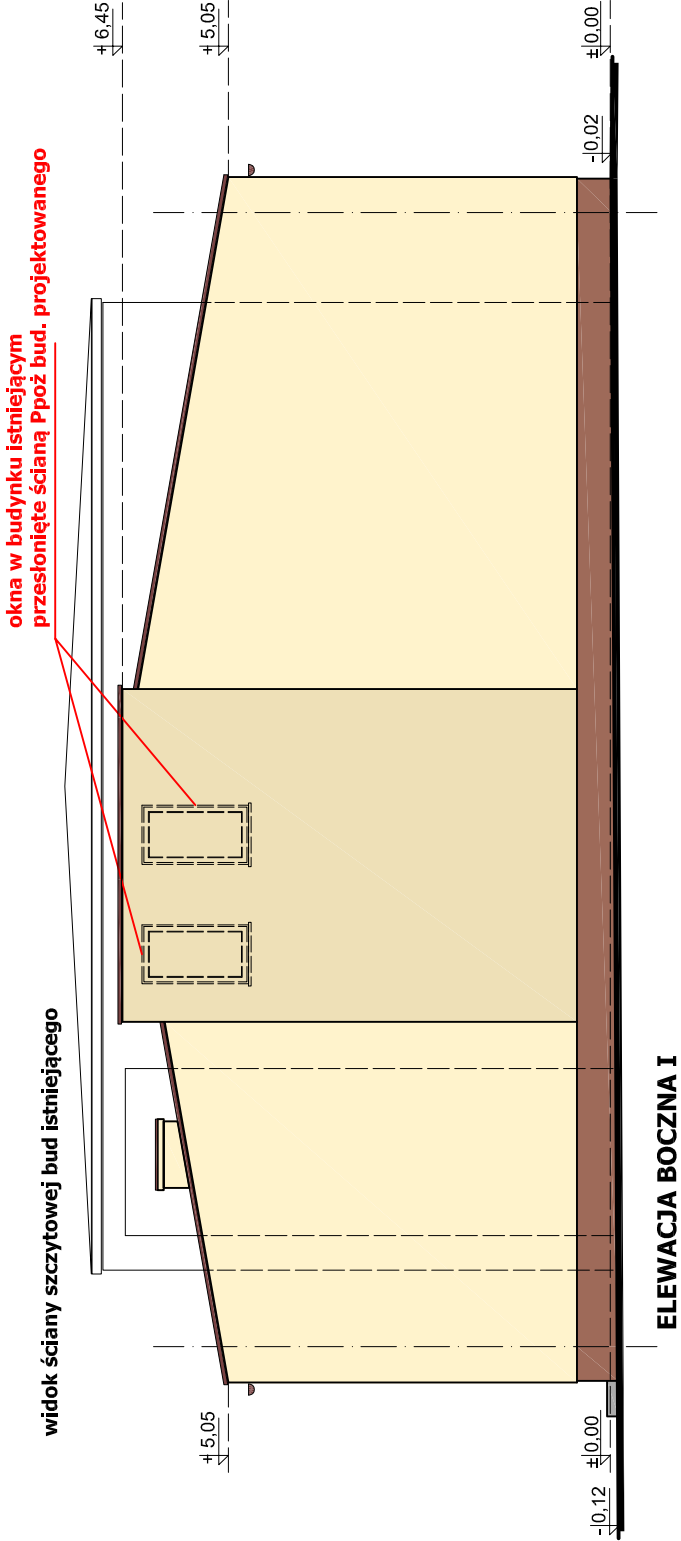 okna w budynku istniejącym
przesłonięte ścianą Ppoż bud. projektowanego
widok ściany szczytowej bud istniejącego
± 6,45
± 5,05
± 0,00
- 0,02
± 5,05
± 0,00
- 0,12
ELEWACJA BOCZNA I